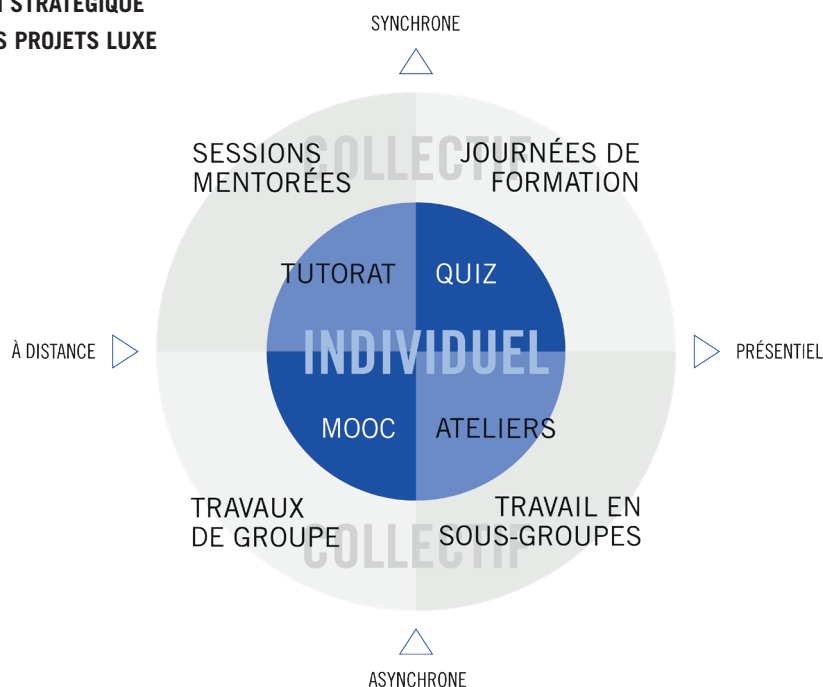 STRATÉGIQUE
PROJETS LUXE
SYNCHRONE
COLLECTIF
SESSIONS
MENTORÉES
JOURNÉES DE
FORMATION
TUTORAT
QUIZ
À DISTANCE
INDIVIDUEL
PRÉSENTIEL
MOOC
ATELIERS
TRAVAUX
DE GROUPE
TRAVAIL EN
SOUS-GROUPES
COLLECTIF
ASYNCHRONE